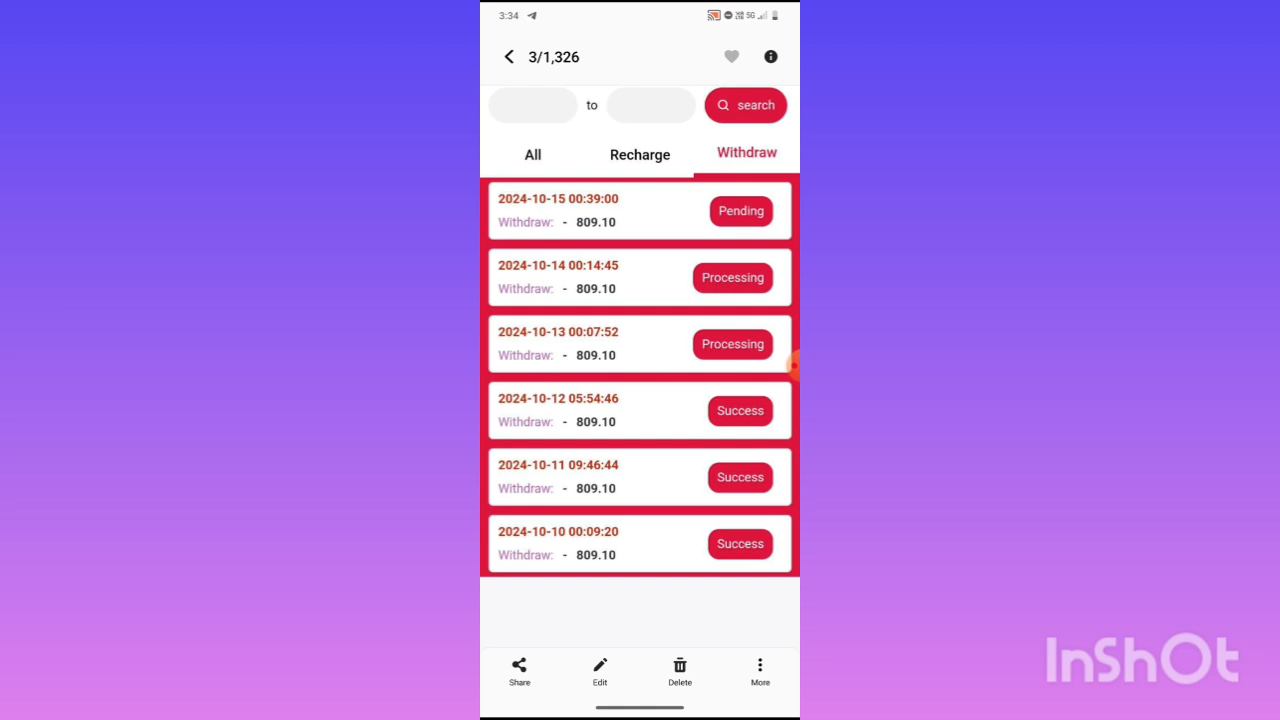 3:34
5G
3/1,326
to
search
All Recharge Withdraw
2024-10-15 00:39:00
Withdraw: - 809.10
Pending
2024-10-14 00:14:45
Withdraw: - 809.10
Processing
2024-10-13 00:07:52
Withdraw: - 809.10
Processing
2024-10-12 05:54:46
Withdraw: - 809.10
Success
2024-10-11 09:46:44
Withdraw: - 809.10
Success
2024-10-10 00:09:20
Withdraw: - 809.10
Success
Share Edit Delete More
InShOt